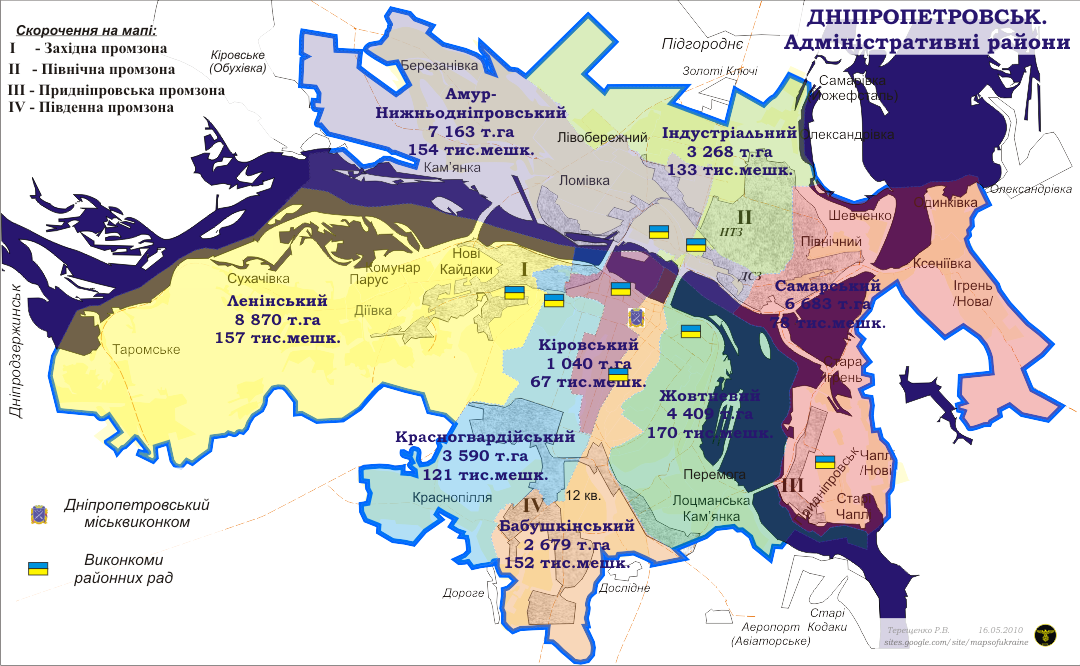 ДНІПРОПЕТРОВСЬК.
Адміністративні райони
Скорочення на мапі:
I - Західна промзона
II - Північна промзона
III - Придніпровська промзона
IV - Південна промзона
Кіровське
(Обухівка)
Підгороднє
Золоті Ключі
Березанівка
Амур-
Нижньодніпровський
7 163 т.га
154 тис.мешк.
Кам'янка
Лівобережний
Ломівка
Індустріальний
3 268 т.га
133 тис.мешк.
II
НТЗ
ДСЗ
Самарівка
Олександрівка
Олександрівка
Одинківка
Шевченко
Північний
Ксеніївка
Ігрень
/Нова/
Самарський
6 683 т.га
78 тис.мешк.
Стара
Ігрень
Нові
Кайдаки
I
Комунар
Парус
Сухачівка
Діївка
Ленінський
8 870 т.га
157 тис.мешк.
Таромське
Дніпродзержинськ
Кіровський
1 040 т.га
67 тис.мешк.
Жовтневий
4 409 т.га
170 тис.мешк.
Красногвардійський
3 590 т.га
121 тис.мешк.
Краснопілля
12 кв.
IV
Бабушкінський
2 679 т.га
152 тис.мешк.
Перемога
Лоцманська
Кам'янка
III
Придніпровськ
Чапл
/Нові
Стар
Чапл
Дніпропетровський
міськвиконком
Виконкоми
районних рад
Дороге
Дослідне
Аеропорт
(Авіаторське)
Старі
Кодаки
Терещенко Р.В. 16.05.2010
sites.google.com/site/mapsofukraine